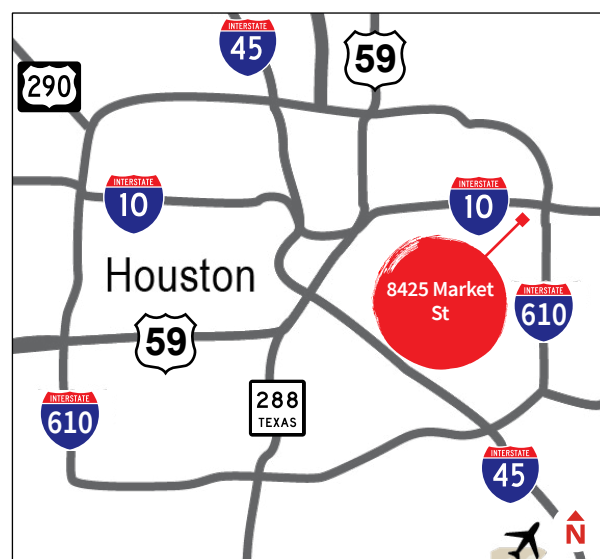 INTERSTATE
45
59
290
INTERSTATE
10
INTERSTATE
10
Houston
8425 Market
St
INTERSTATE
610
59
INTERSTATE
610
288
TEXAS
INTERSTATE
45
N